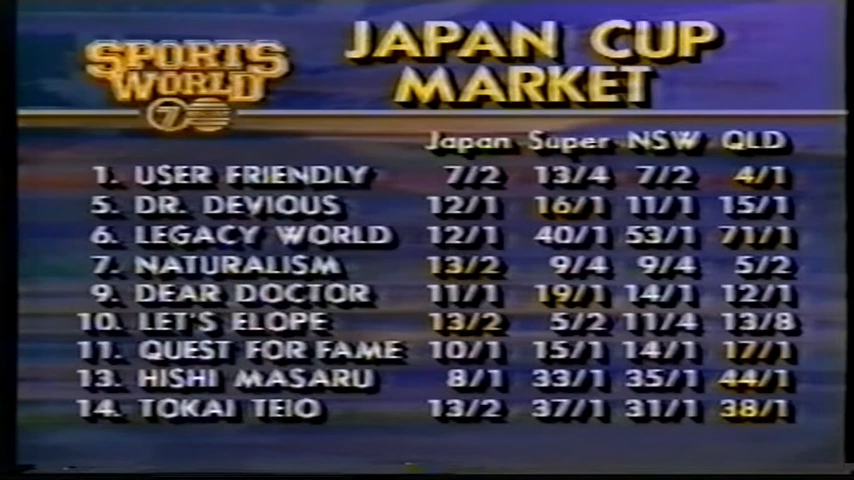 SPORTS WORLD
7
JAPAN CUP
MARKET
Japan Super NSW QLD
1. USER FRIENDLY 7/2 13/4 7/2 4/1
5. DR. DEVIOUS 12/1 16/1 11/1 15/1
6. LEGACY WORLD 12/1 40/1 53/1 71/1
7. NATURALISM 13/2 9/4 9/4 5/2
9. DEAR DOCTOR 11/1 19/1 14/1 12/1
10. LET'S ELOPE 13/2 5/2 11/4 13/8
11. QUEST FOR FAME 10/1 15/1 14/1 17/1
13. HISHI MASARU 8/1 33/1 35/1 44/1
14. TOKAI TEIO 13/2 37/1 31/1 38/1